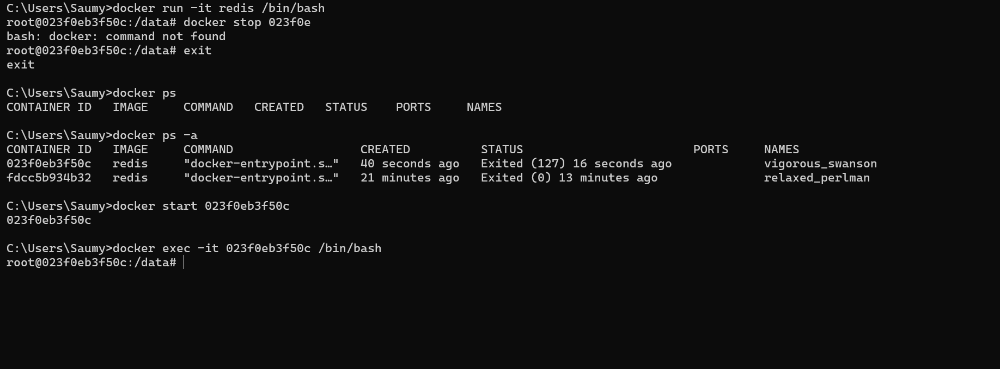 C:\Users\Saumy>docker run -it redis /bin/bash
root@023f0eb3f50c:/data# docker stop 023f0e
bash: docker: command not found
root@023f0eb3f50c:/data# exit
exit
C:\Users\Saumy>docker ps
CONTAINER ID   IMAGE     COMMAND   CREATED   STATUS    PORTS     NAMES
C:\Users\Saumy>docker ps -a
CONTAINER ID   IMAGE     COMMAND                  CREATED          STATUS                        PORTS     NAMES
023f0eb3f50c   redis     "docker-entrypoint.s…"   40 seconds ago   Exited (127) 16 seconds ago             vigorous_swanson
fdcc5b934b32   redis     "docker-entrypoint.s…"   21 minutes ago   Exited (0) 13 minutes ago               relaxed_perlman
C:\Users\Saumy>docker start 023f0eb3f50c
023f0eb3f50c
C:\Users\Saumy>docker exec -it 023f0eb3f50c /bin/bash
root@023f0eb3f50c:/data#